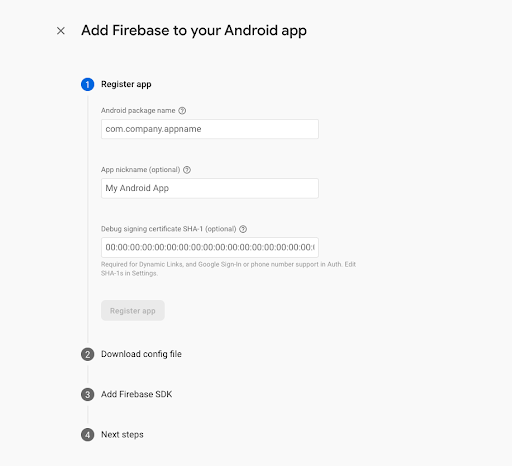 Add Firebase to your Android app
1 Register app
Android package name
com.company.appname
App nickname (optional)
My Android App
Debug signing certificate SHA-1 (optional)
00:00:00:00:00:00:00:00:00:00:00:00:00:00:00:00:00:
Required for Dynamic Links, and Google Sign-In or phone number support in Auth. Edit
SHA-1s in Settings.
Register app
2 Download config file
3 Add Firebase SDK
4 Next steps